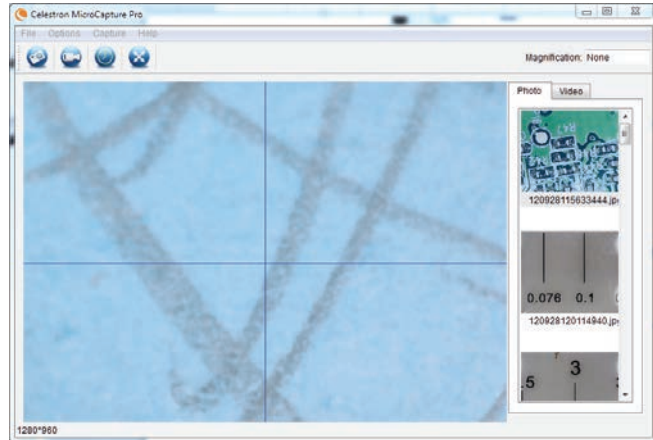 Celestron MicroCapture Pro
File Options Capture Help
Magnification: None
Photo Video
R47
120928115633444.jp
0.076 0.1
120928120114940.jp
.5 3
1280*960